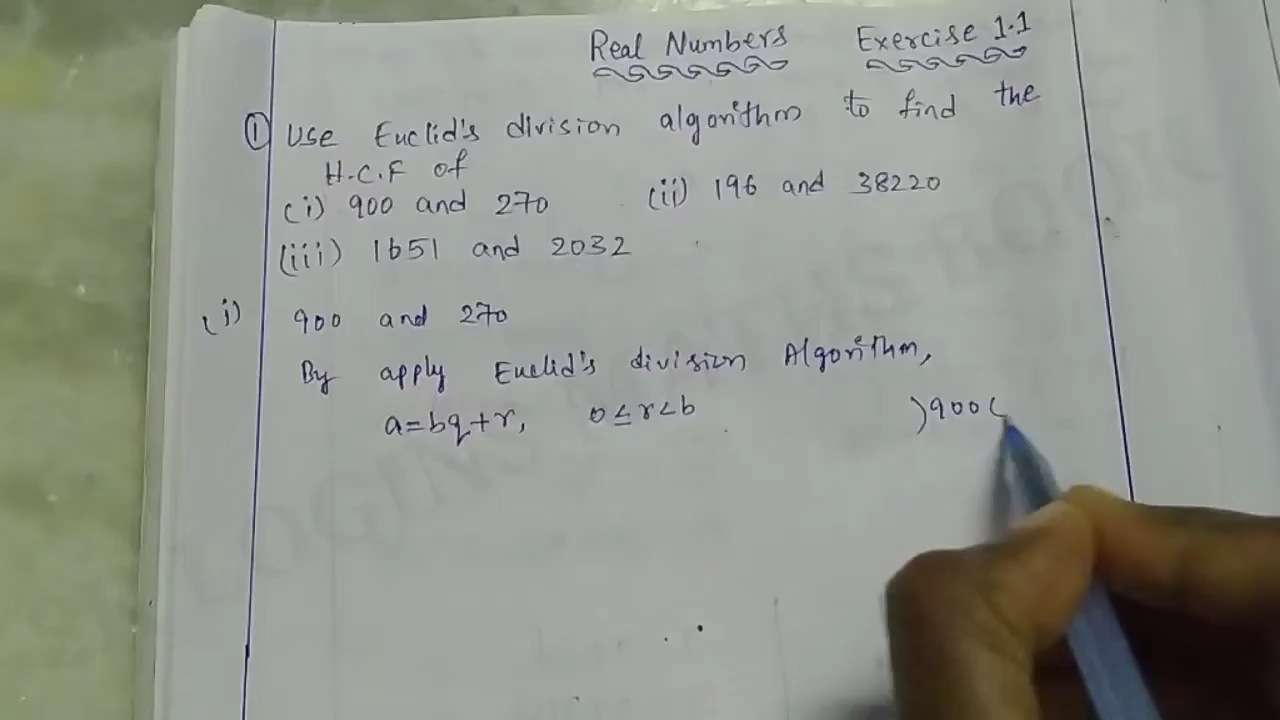 Real Numbers Exercise 1.1
① Use Euclid's division algorithm to find the
H.C.F of
(i) 900 and 270 (ii) 196 and 38220
(iii) 1651 and 2032
(i) 900 and 270
By apply Euclid's division Algorithm,
a=bq+r, 0≤r<b )900(